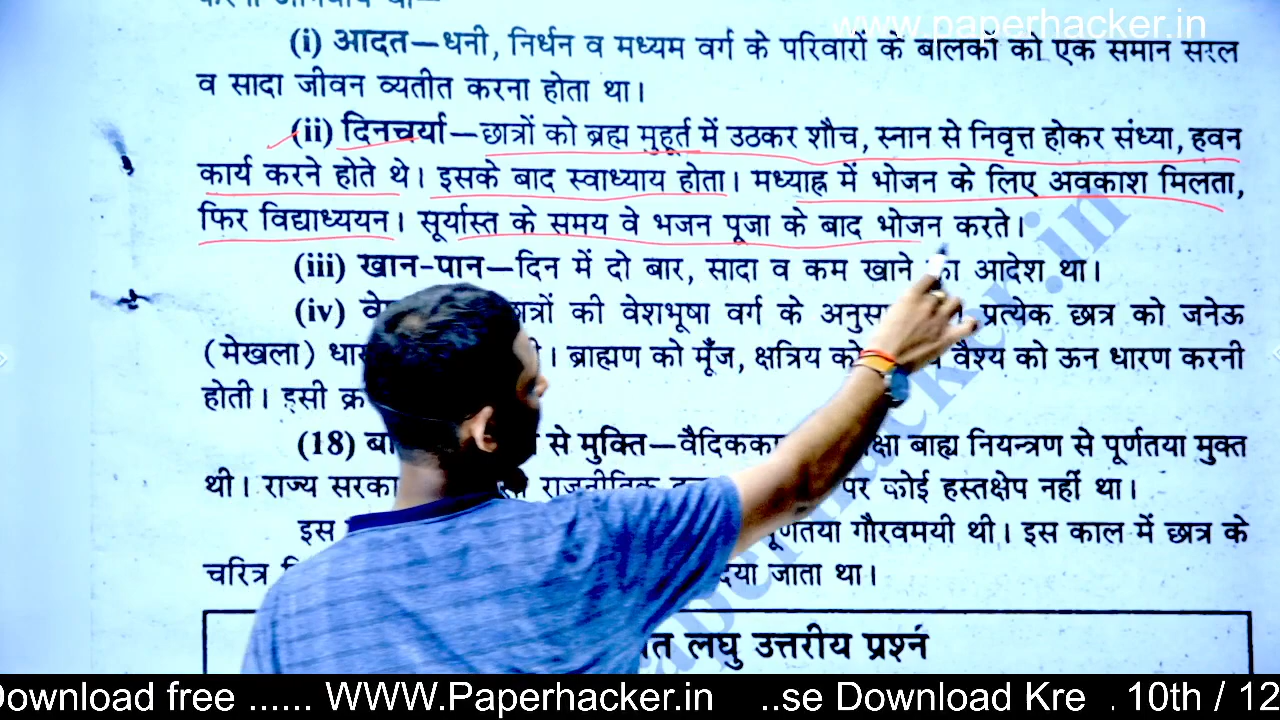 www.paperhacker.in
(i) आदत—धनी, निर्धन व मध्यम वर्ग के परिवारों के बालकों को एक समान सरल
व सादा जीवन व्यतीत करना होता था।
(ii) दिनचर्या—छात्रों को ब्रह्म मुहूर्त में उठकर शौच, स्नान से निवृत्त होकर संध्या, हवन
कार्य करने होते थे। इसके बाद स्वाध्याय होता। मध्याह्न में भोजन के लिए अवकाश मिलता,
फिर विद्याध्ययन। सूर्यास्त के समय वे भजन पूजा के बाद भोजन करते।
(iii) खान-पान—दिन में दो बार, सादा व कम खाने का आदेश था।
(iv) छात्रों की वेशभूषा वर्ग के प्रत्येक छात्र को जनेऊ
(मेखला) ब्राह्मण को मूँज, क्षत्रिय को वैश्य को ऊन धारण करनी
होती। इसी
(18) से मुक्ति— बाह्य नियन्त्रण से पूर्णतया मुक्त
थी। राज्य पर कोई हस्तक्षेप नहीं था।
इस पूर्णतया गौरवमयी थी। इस काल में छात्र के
चरित्र जाता था।
लघु उत्तरीय प्रश्न
Download free ...... WWW.Paperhacker.in ..se Download Kre . 10th / 12